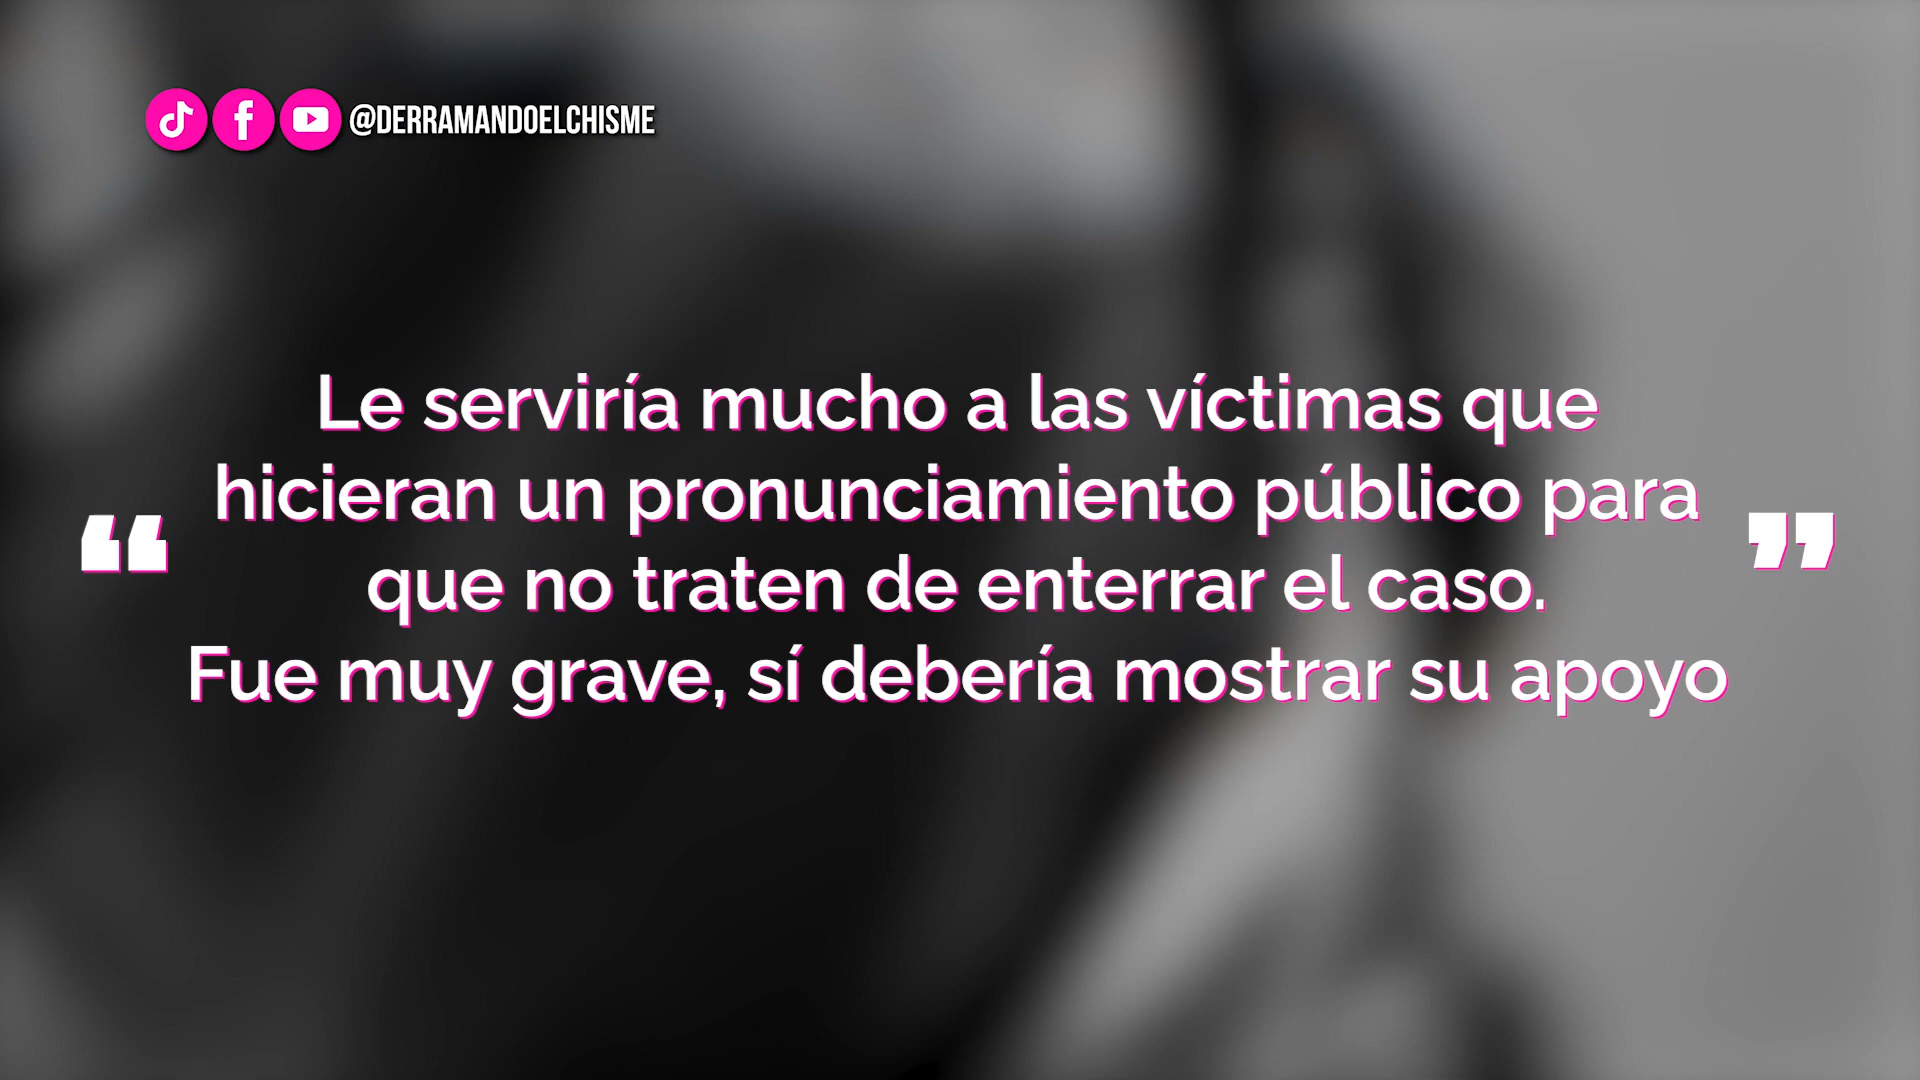 @DERRAMANDOELCHISME
Le serviría mucho a las víctimas que
hicieran un pronunciamiento público para
“ que no traten de enterrar el caso. ”
Fue muy grave, sí debería mostrar su apoyo